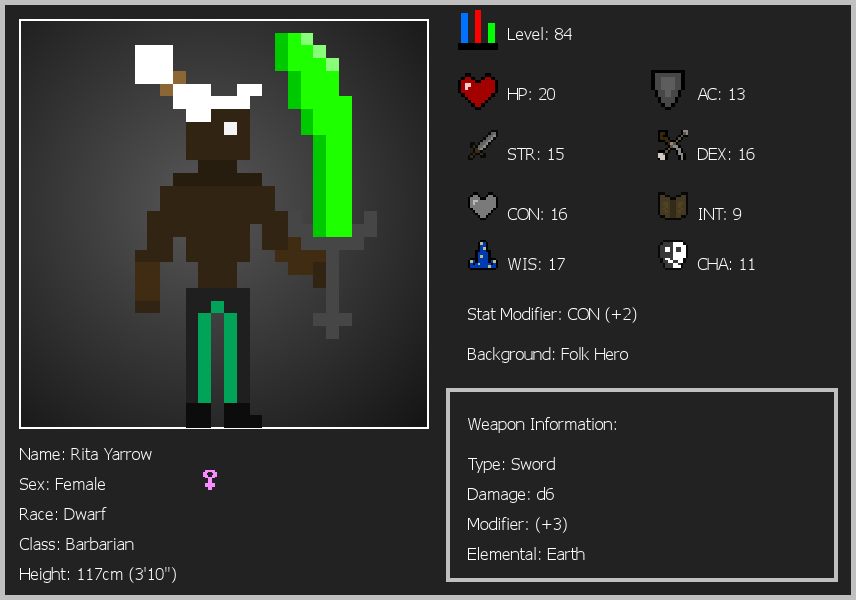 Level: 84
HP: 20
AC: 13
STR: 15
DEX: 16
CON: 16
INT: 9
WIS: 17
CHA: 11
Stat Modifier: CON (+2)
Background: Folk Hero
Weapon Information:
Type: Sword
Damage: d6
Modifier: (+3)
Elemental: Earth
Name: Rita Yarrow
Sex: Female
Race: Dwarf
Class: Barbarian
Height: 117cm (3'10")